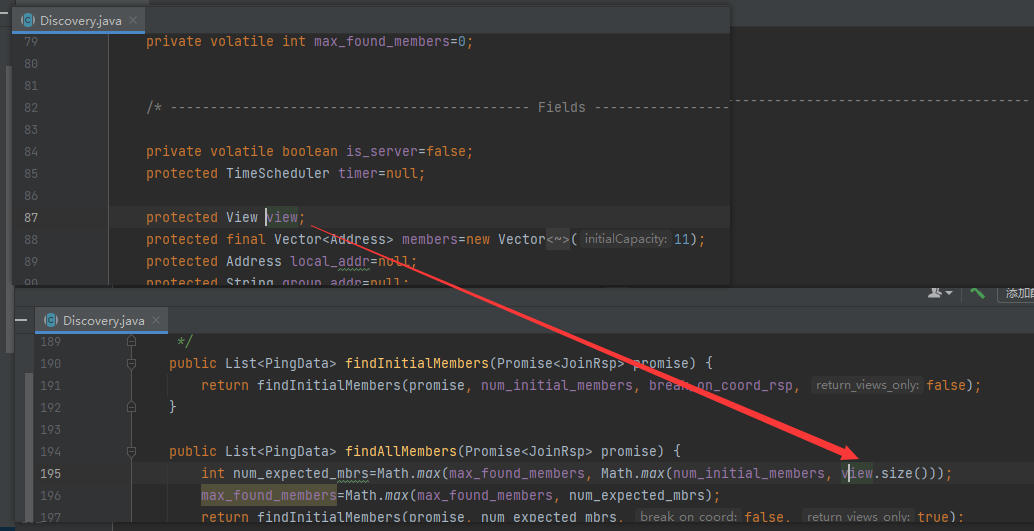 Discovery.java
79 private volatile int max_found_members=0;
80
81
82 /* --------------------------------------------- Fields --------------------------------------------------------
83
84 private volatile boolean is_server=false;
85 protected TimeScheduler timer=null;
86
87 protected View view;
88 protected final Vector<Address> members=new Vector<~>( initialCapacity: 11);
89 protected Address local_addr=null;
90 protected String group_addr=null;
Discovery.java
189 */
190 public List<PingData> findInitialMembers(Promise<JoinRsp> promise) {
191 return findInitialMembers(promise, num_initial_members, break_on_coord_rsp, return_views_only: false);
192 }
193
194 public List<PingData> findAllMembers(Promise<JoinRsp> promise) {
195 int num_expected_mbrs=Math.max(max_found_members, Math.max(num_initial_members, view.size()));
196 max_found_members=Math.max(max_found_members, num_expected_mbrs);
197 return findInitialMembers(promise, num_expected_mbrs, break_on_coord: false, return_views_only: true);